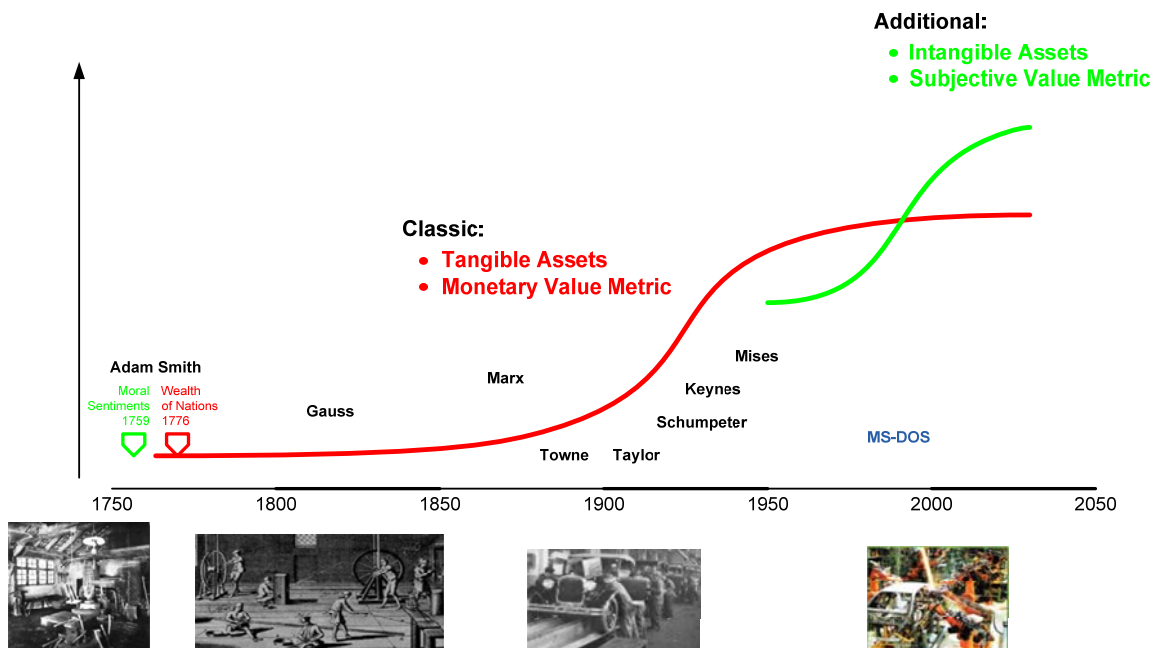 Additional:
• Intangible Assets
• Subjective Value Metric
Classic:
• Tangible Assets
• Monetary Value Metric
Adam Smith
Moral
Sentiments
1759
Wealth
of Nations
1776
Gauss
Marx
Towne
Taylor
Schumpeter
Keynes
Mises
MS-DOS
1750 1800 1850 1900 1950 2000 2050